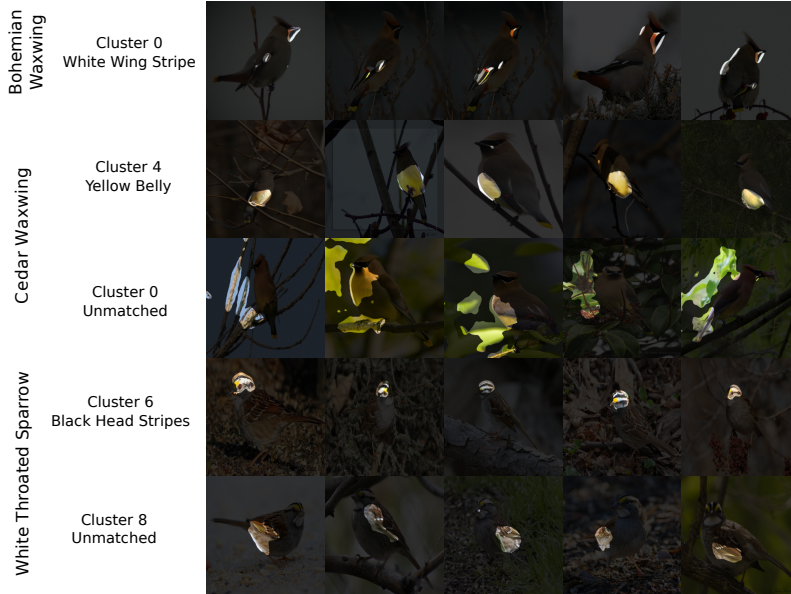 Bohemian
Waxwing
Cluster 0
White Wing Stripe
Cedar Waxwing
Cluster 4
Yellow Belly
Cluster 0
Unmatched
White Throated Sparrow
Cluster 6
Black Head Stripes
Cluster 8
Unmatched